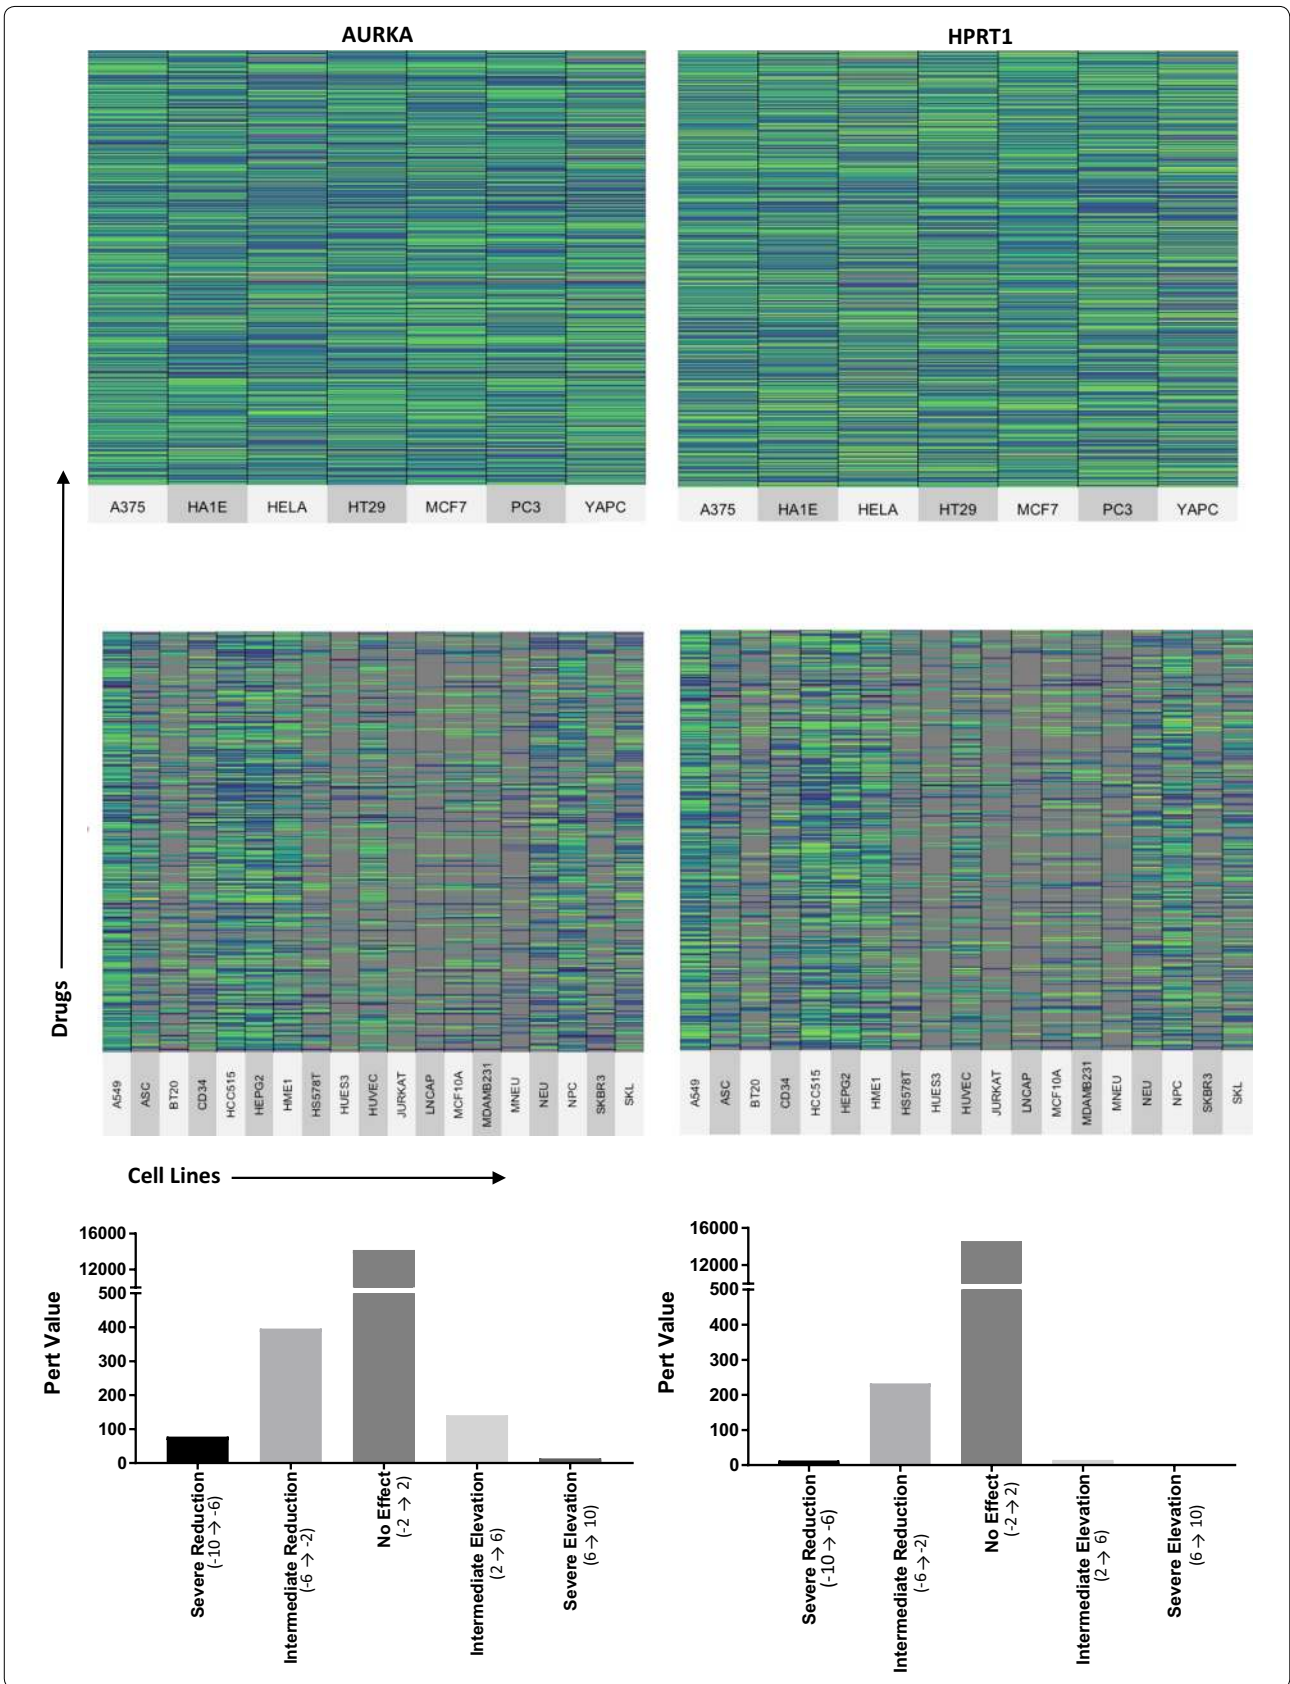 AURKA
HPRT1
A375 HA1E HELA HT29 MCF7 PC3 YAPC
A375 HA1E HELA HT29 MCF7 PC3 YAPC
Drugs
A549 ASC BT20 CD34 HCC515 HEPG2 HME1 HS578T HUES3 HUVEC JURKAT LNCAP MCF10A MDAMB231 MNEU NEU NPC SKBR3 SKL
A549 ASC BT20 CD34 HCC515 HEPG2 HME1 HS578T HUES3 HUVEC JURKAT LNCAP MCF10A MDAMB231 MNEU NEU NPC SKBR3 SKL
Cell Lines
Pert Value
16000
12000
500
400
300
200
100
0
Severe Reduction
(-10 → -6)
Intermediate Reduction
(-6 → -2)
No Effect
(-2 → 2)
Intermediate Elevation
(2 → 6)
Severe Elevation
(6 → 10)
Pert Value
16000
12000
500
400
300
200
100
0
Severe Reduction
(-10 → -6)
Intermediate Reduction
(-6 → -2)
No Effect
(-2 → 2)
Intermediate Elevation
(2 → 6)
Severe Elevation
(6 → 10)